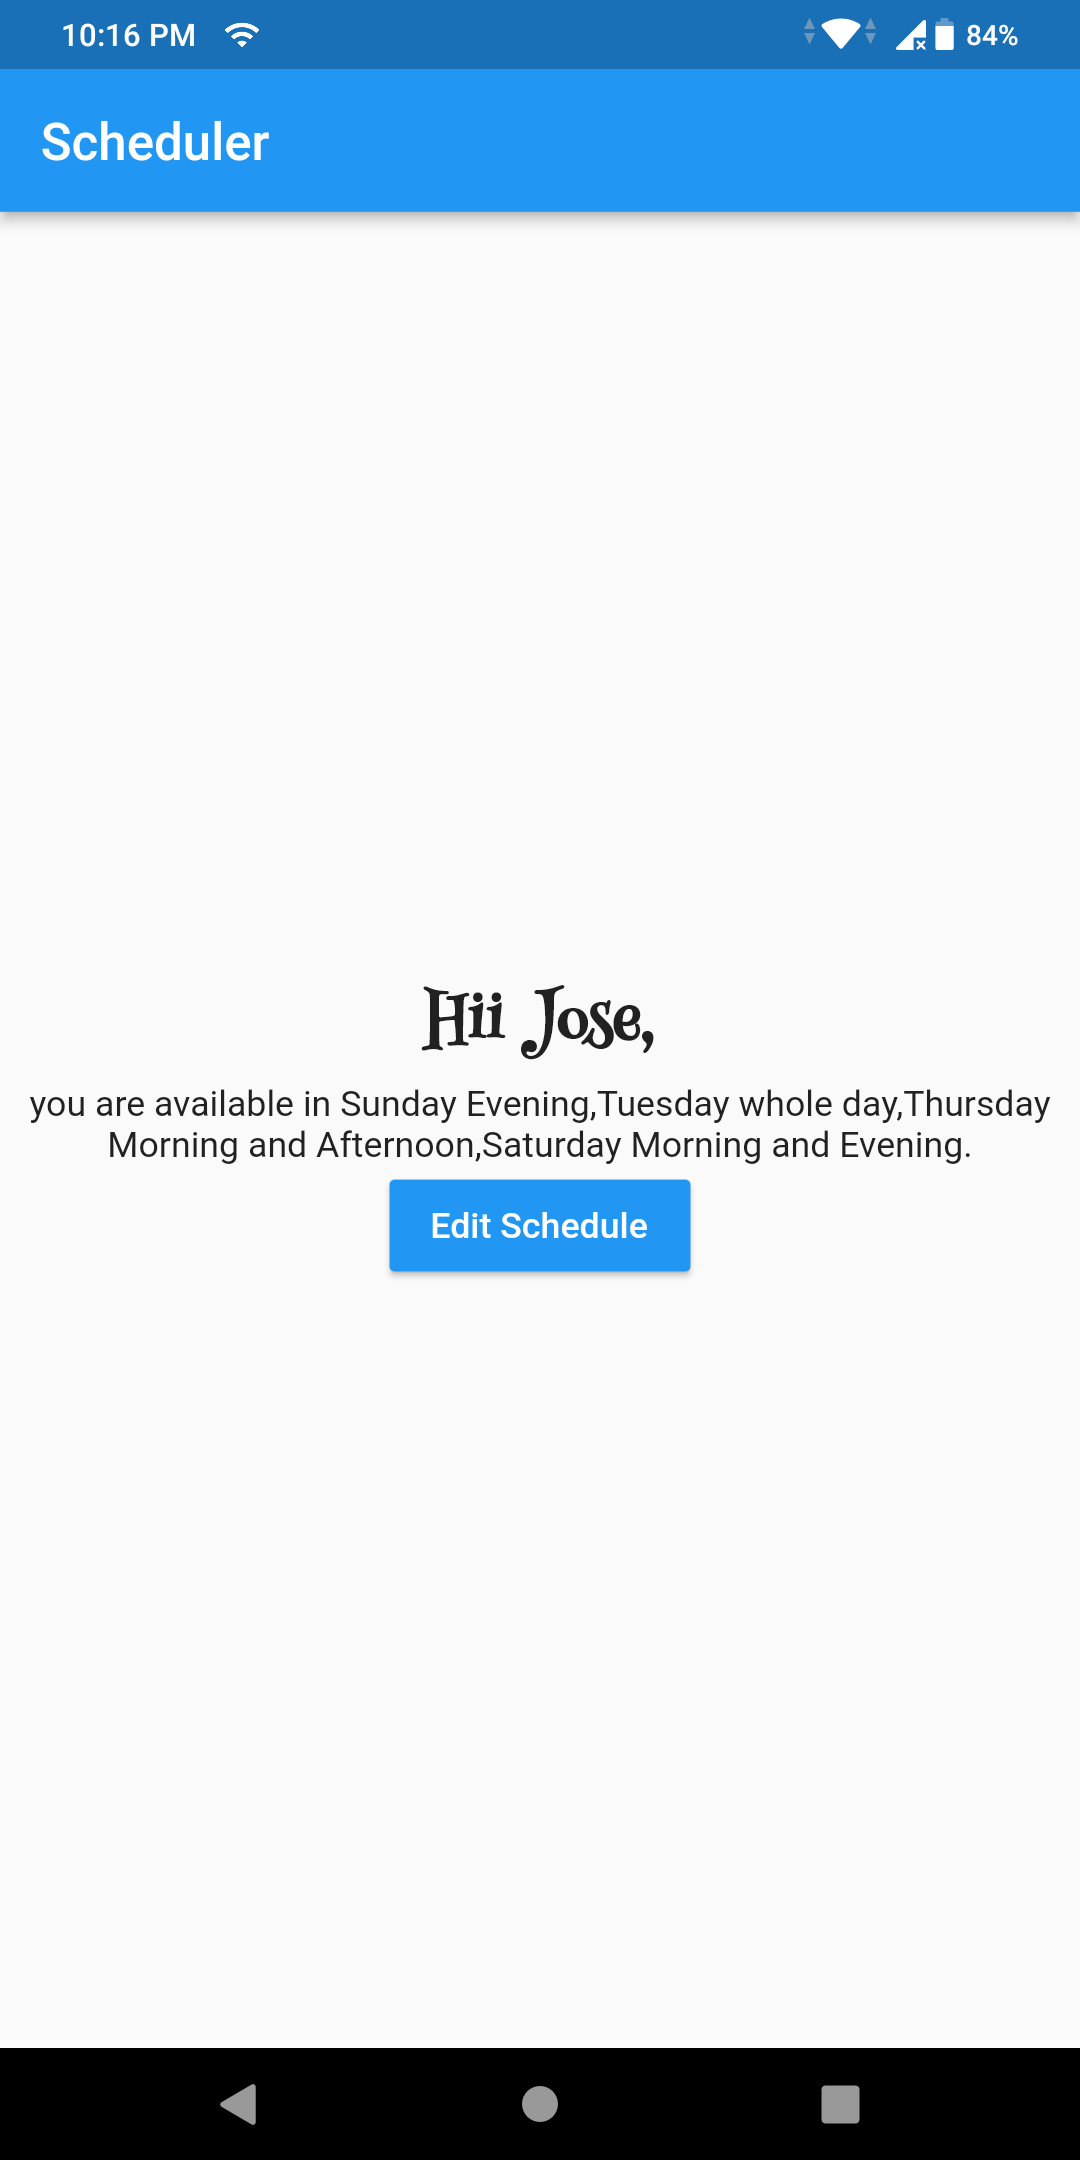 10:16 PM 84%
Scheduler
Hii Jose,
you are available in Sunday Evening,Tuesday whole day,Thursday
Morning and Afternoon,Saturday Morning and Evening.
Edit Schedule